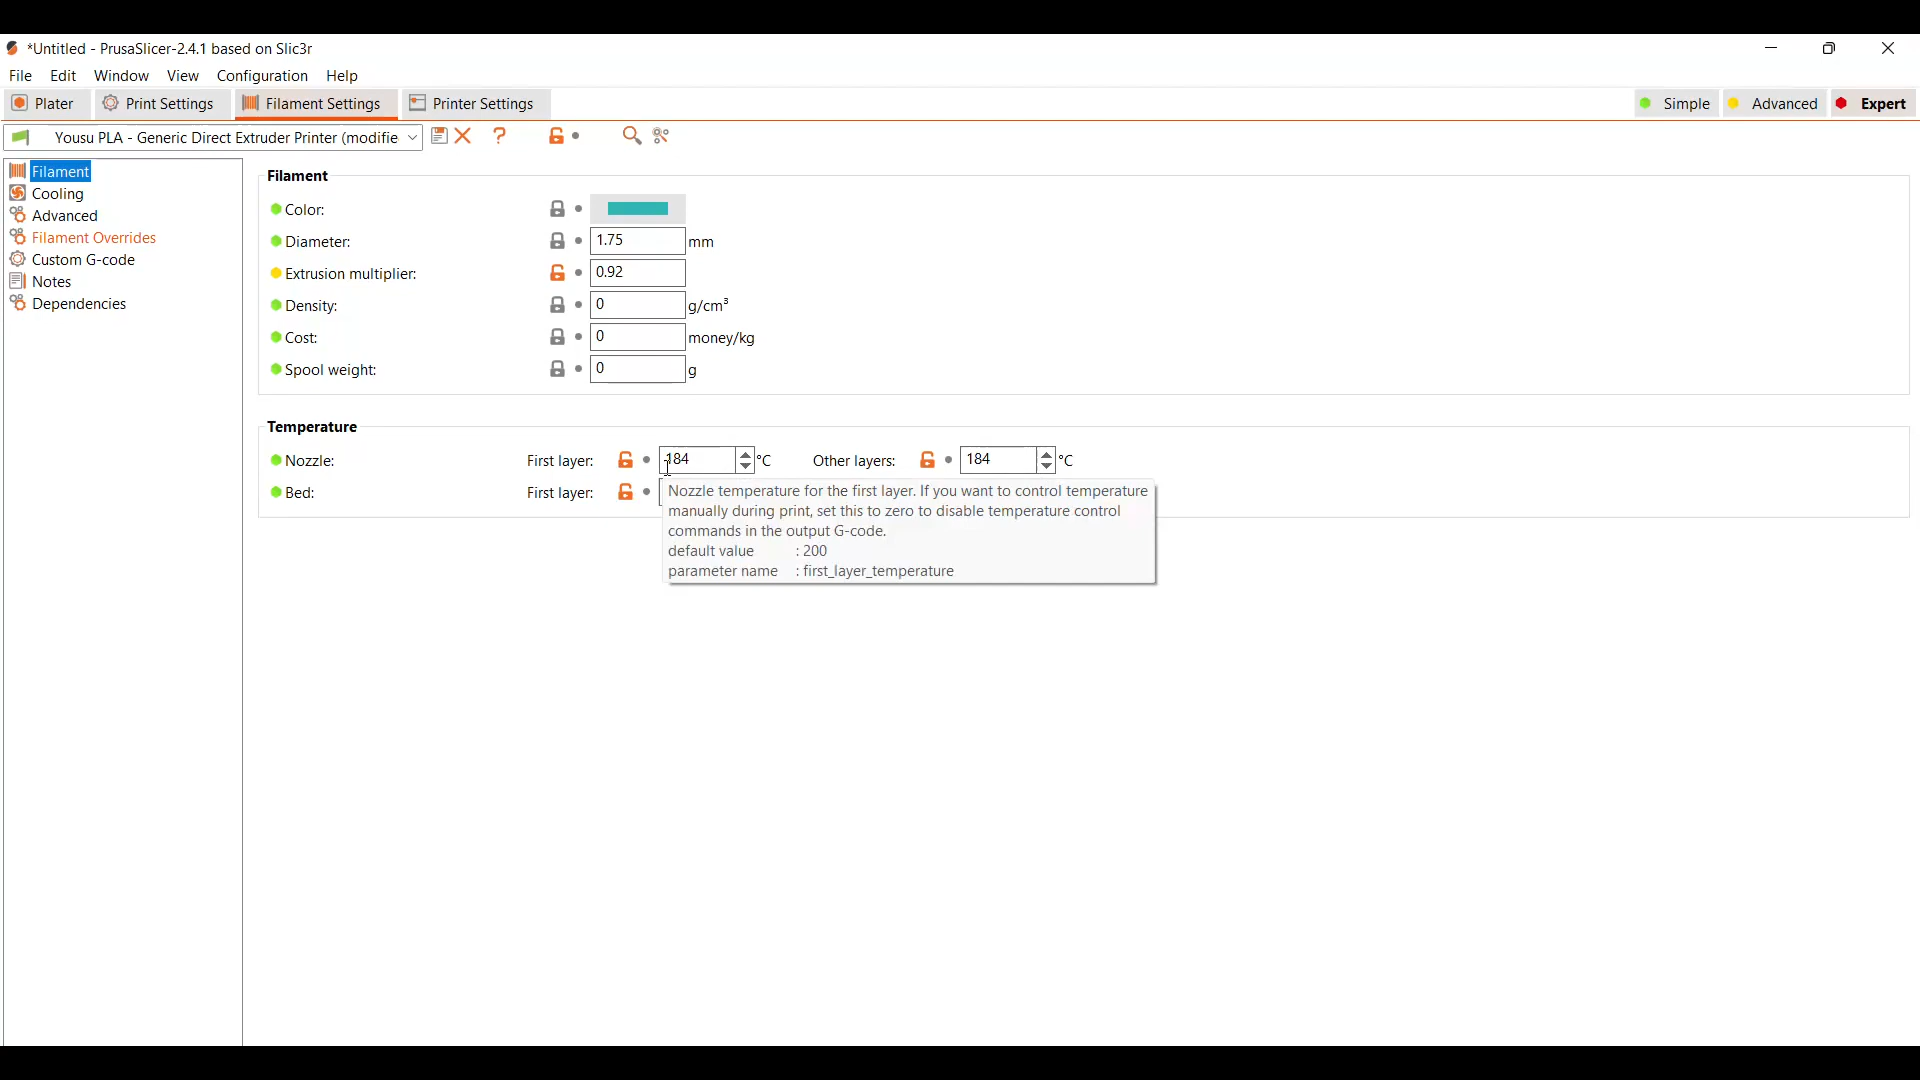 *Untitled - PrusaSlicer-2.4.1 based on Slic3r
File Edit Window View Configuration Help
Plater Print Settings Filament Settings Printer Settings Simple Advanced Expert
Yousu PLA - Generic Direct Extruder Printer (modifie ?
Filament
Cooling
Advanced
Filament Overrides
Custom G-code
Notes
Dependencies
Filament
Color:
Diameter: 1.75 mm
Extrusion multiplier: 0.92
Density: 0 g/cm³
Cost: 0 money/kg
Spool weight: 0 g
Temperature
Nozzle: First layer: 184 °C Other layers: 184 °C
Bed: First layer:
Nozzle temperature for the first layer. If you want to control temperature
manually during print, set this to zero to disable temperature control
commands in the output G-code.
default value : 200
parameter name : first_layer_temperature